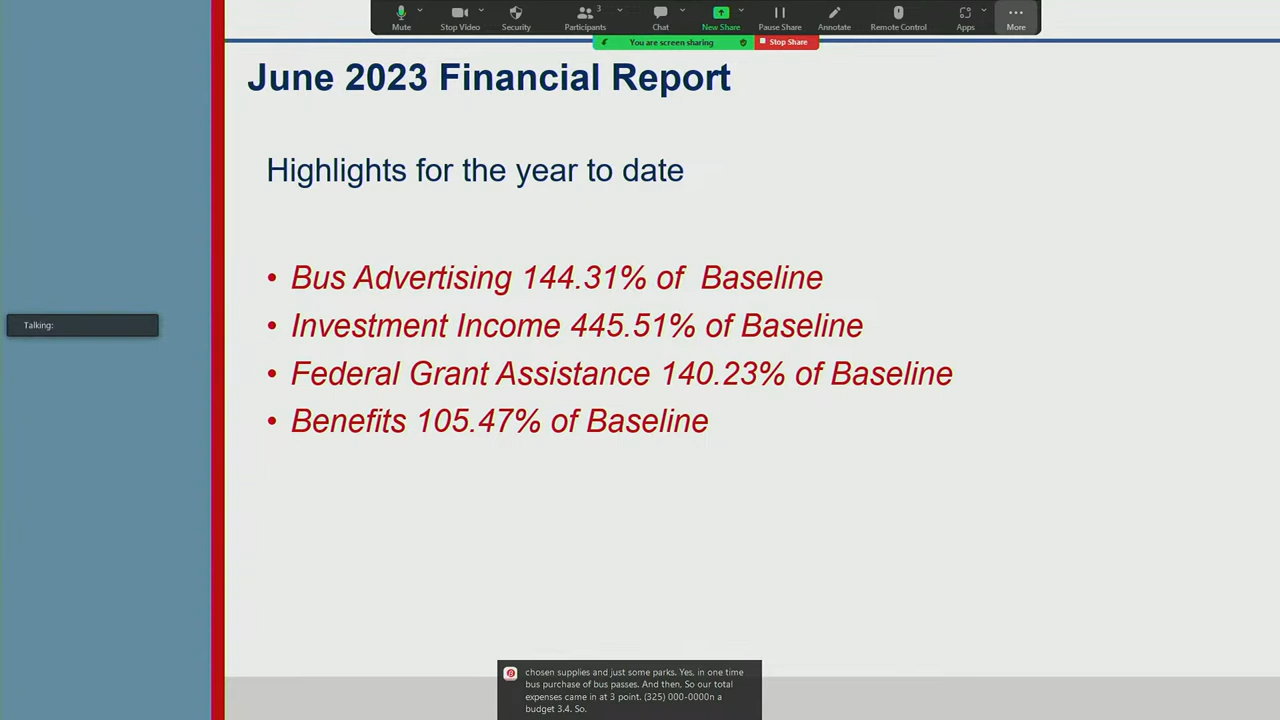 Mute
Stop Video
Security
Participants
3
Chat
New Share
Pause Share
Annotate
Remote Control
Apps
More
You are screen sharing
Stop Share
June 2023 Financial Report
Highlights for the year to date
• Bus Advertising 144.31% of Baseline
• Investment Income 445.51% of Baseline
Talking:
• Federal Grant Assistance 140.23% of Baseline
• Benefits 105.47% of Baseline
chosen supplies and just some parks. Yes, in one time
bus purchase of bus passes. And then, So our total
expenses came in at 3 point. (325) 000-0000n a
budget 3.4. So.